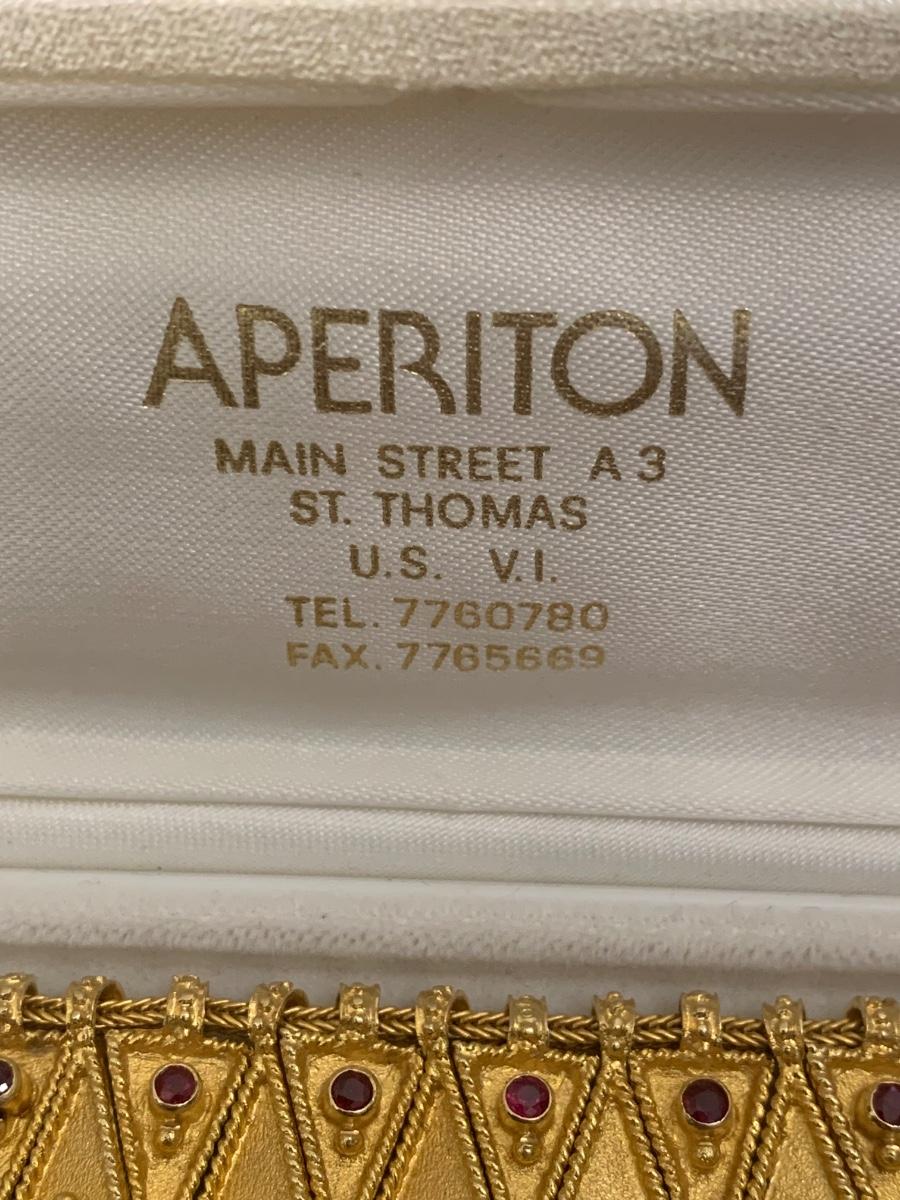 APERITON
MAIN STREET A3
ST. THOMAS
U.S. V.I.
TEL. 7760780
FAX. 7765669